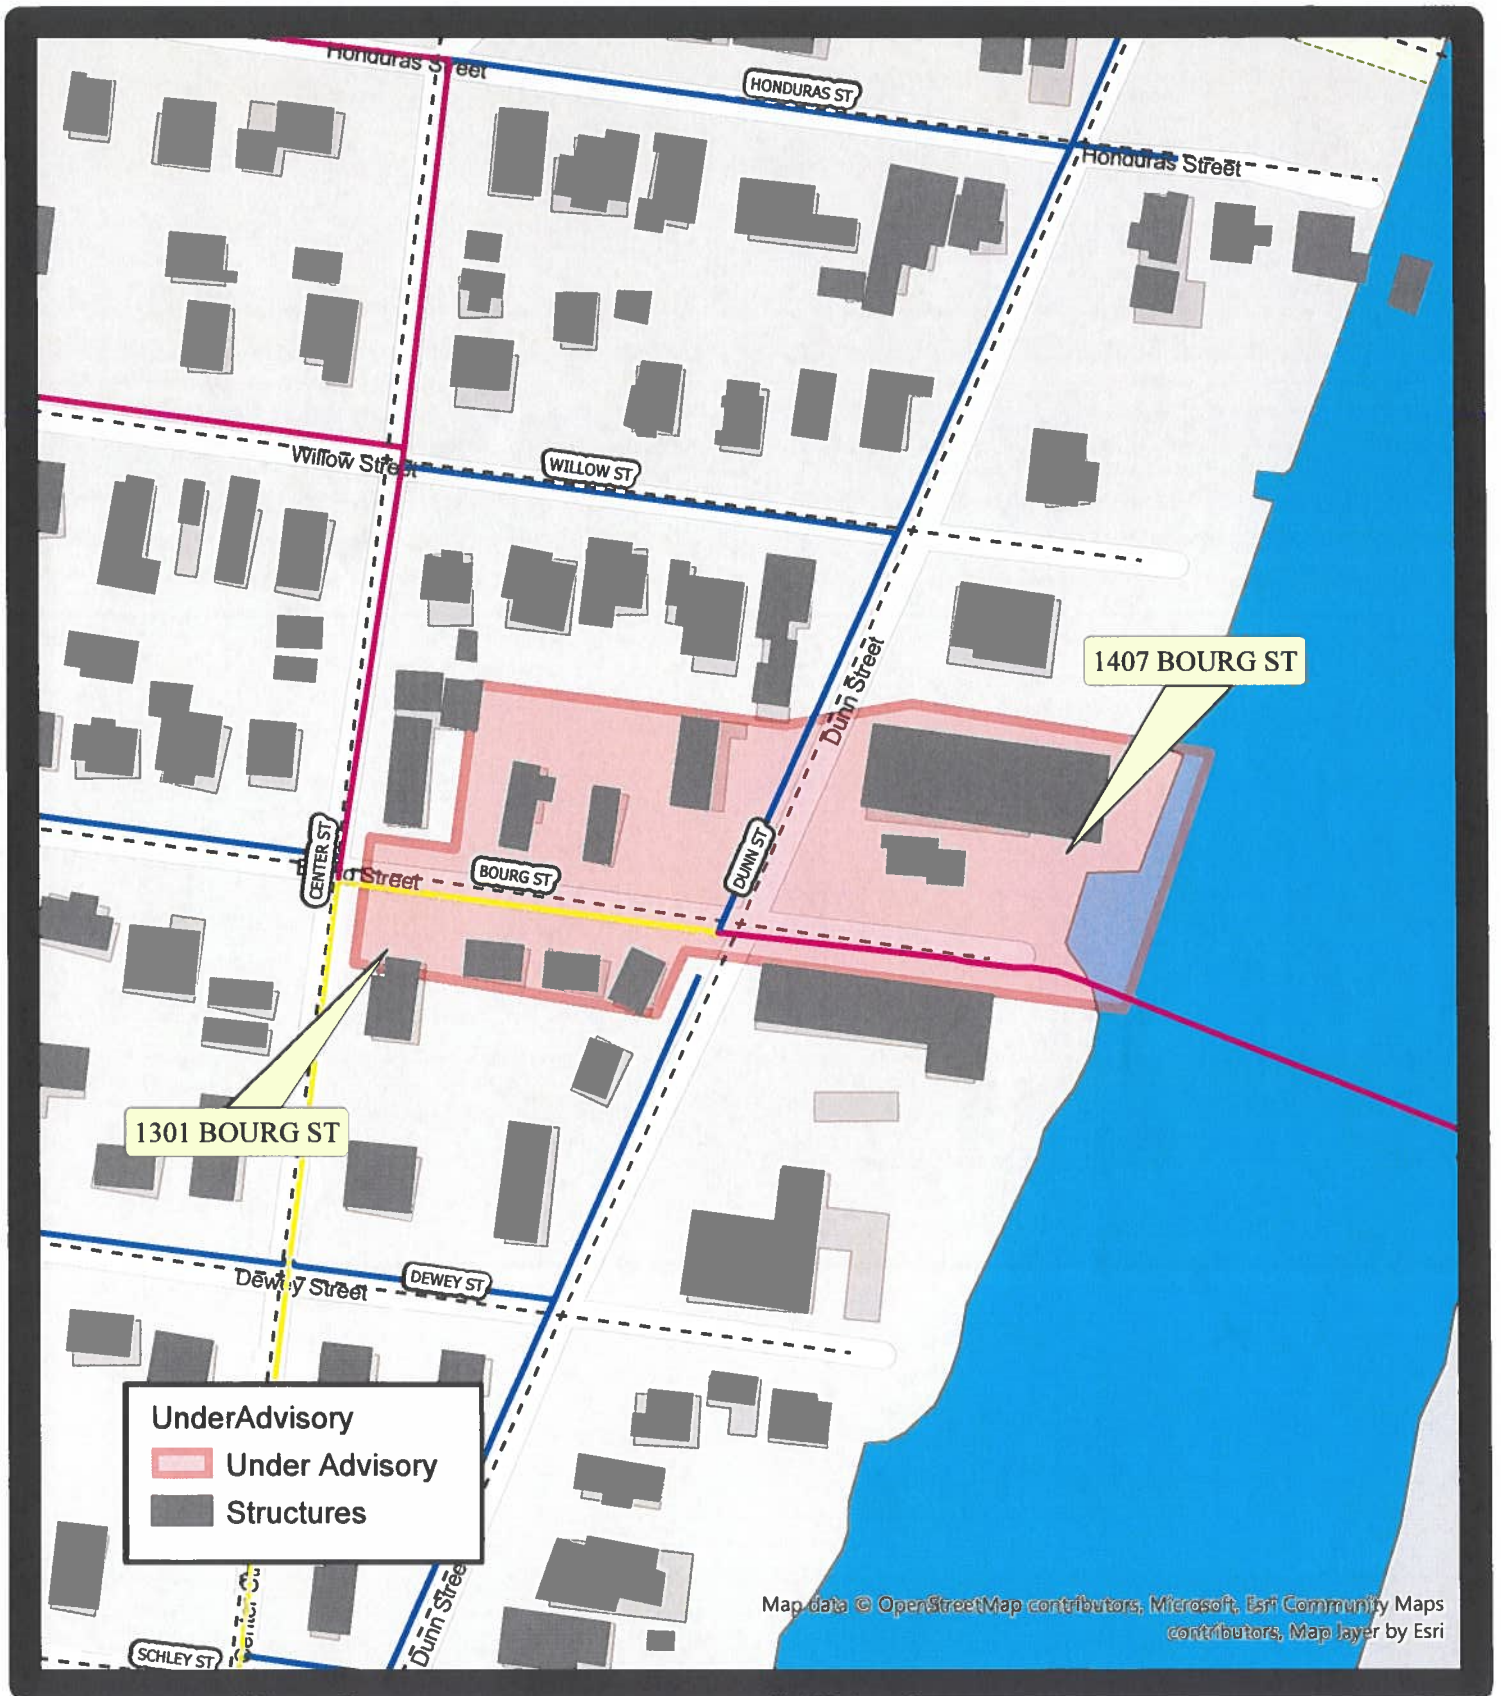 Honduras Street
HONDURAS ST
Honduras Street
Willow Street
WILLOW ST
Dunn Street
1407 BOURG ST
CENTER ST
Street
BOURG ST
DUNN ST
1301 BOURG ST
Dewey Street
DEWEY ST
UnderAdvisory
Under Advisory
Structures
Dunn Stree
SCHLEY ST
Map data © OpenStreetMap contributors, Microsoft, Esri Community Maps
contributors, Map layer by Esri